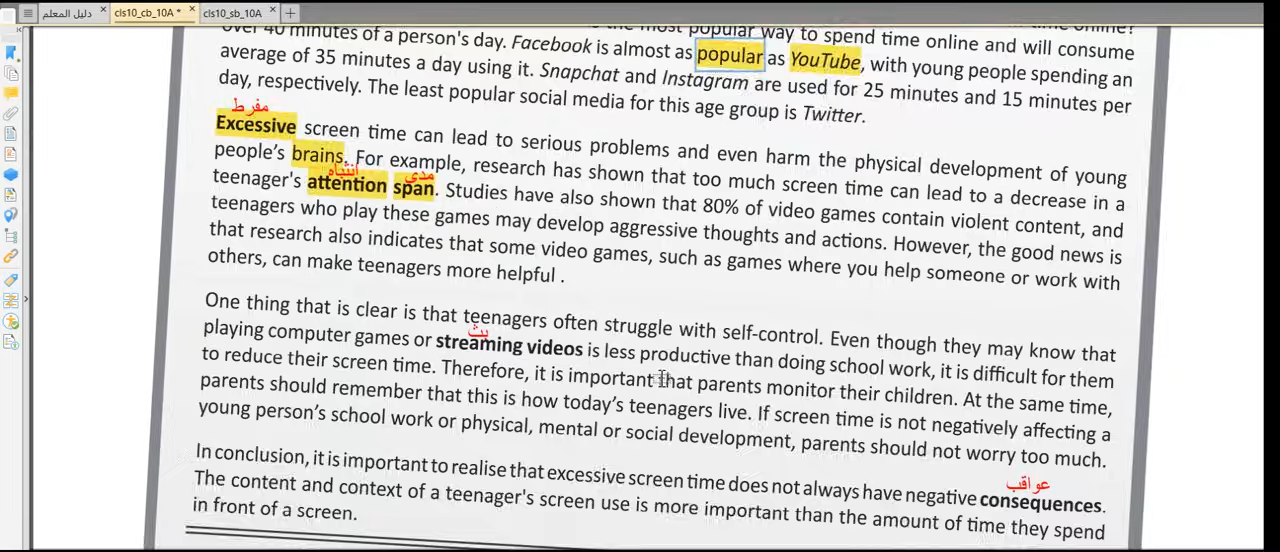 دليل المعلم cls10_cb_10A * cls10_sb_10A
over 40 minutes of a person's day. Facebook is almost as popular as YouTube, with young people spending an
the most popular way to spend time online and will consume
average of 35 minutes a day using it. Snapchat and Instagram are used for 25 minutes and 15 minutes per
day, respectively. The least popular social media for this age group is Twitter.
مفرط
Excessive screen time can lead to serious problems and even harm the physical development of young
people's brains. For example, research has shown that too much screen time can lead to a decrease in a
انتباه مدى
teenager's attention span. Studies have also shown that 80% of video games contain violent content, and
teenagers who play these games may develop aggressive thoughts and actions. However, the good news is
that research also indicates that some video games, such as games where you help someone or work with
others, can make teenagers more helpful .
One thing that is clear is that teenagers often struggle with self-control. Even though they may know that
بث
playing computer games or streaming videos is less productive than doing school work, it is difficult for them
to reduce their screen time. Therefore, it is important that parents monitor their children. At the same time,
parents should remember that this is how today's teenagers live. If screen time is not negatively affecting a
young person's school work or physical, mental or social development, parents should not worry too much.
عواقب
In conclusion, it is important to realise that excessive screen time does not always have negative consequences.
The content and context of a teenager's screen use is more important than the amount of time they spend
in front of a screen.